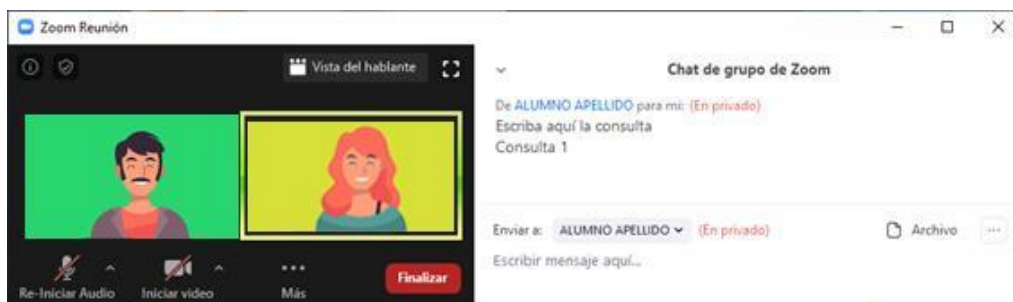 Zoom Reunión
Vista del hablante
Re-Iniciar Audio
Iniciar video
Más
Finalizar
Chat de grupo de Zoom
De ALUMNO APELLIDO para mi: (En privado)
Escriba aquí la consulta
Consulta 1
Enviar a: ALUMNO APELLIDO (En privado)
Archivo
Escribir mensaje aquí...